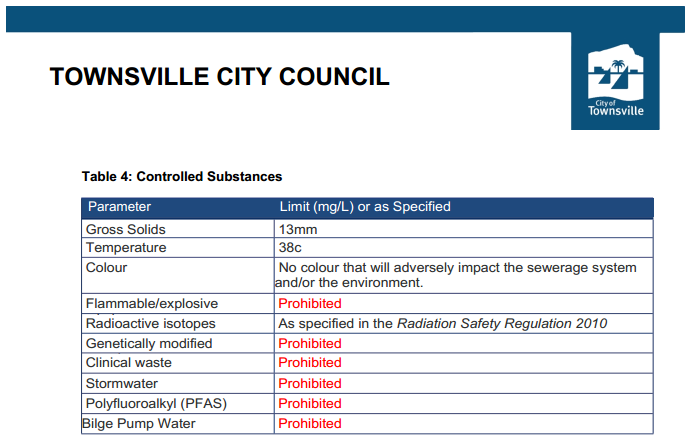 TOWNSVILLE CITY COUNCIL
City of
Townsville
Table 4: Controlled Substances
Parameter Limit (mg/L) or as Specified
Gross Solids 13mm
Temperature 38c
Colour No colour that will adversely impact the sewerage system
and/or the environment.
Flammable/explosive Prohibited
Radioactive isotopes As specified in the Radiation Safety Regulation 2010
Genetically modified Prohibited
Clinical waste Prohibited
Stormwater Prohibited
Polyfluoroalkyl (PFAS) Prohibited
Bilge Pump Water Prohibited